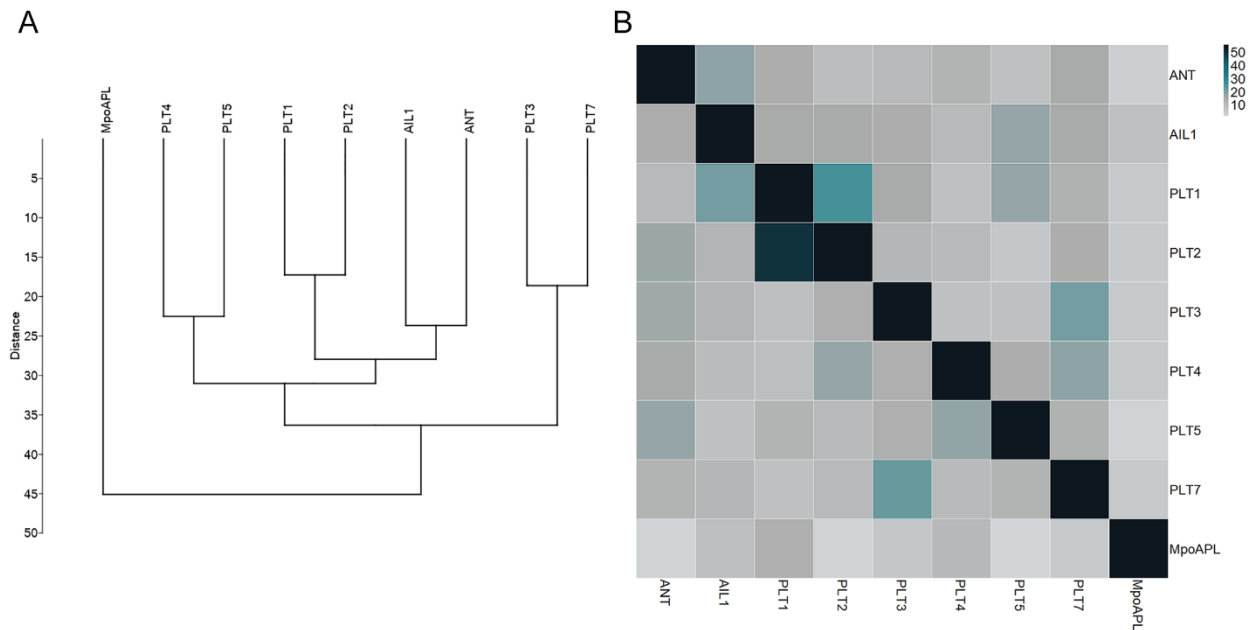 A
MpoAPL
PLT4
PLT5
PLT1
PLT2
AIL1
ANT
PLT3
PLT7
5
10
15
20
25
30
35
40
45
50
Distance
B
50
40
30
20
10
ANT
AIL1
PLT1
PLT2
PLT3
PLT4
PLT5
PLT7
MpoAPL
ANT
AIL1
PLT1
PLT2
PLT3
PLT4
PLT5
PLT7
MpoAPL